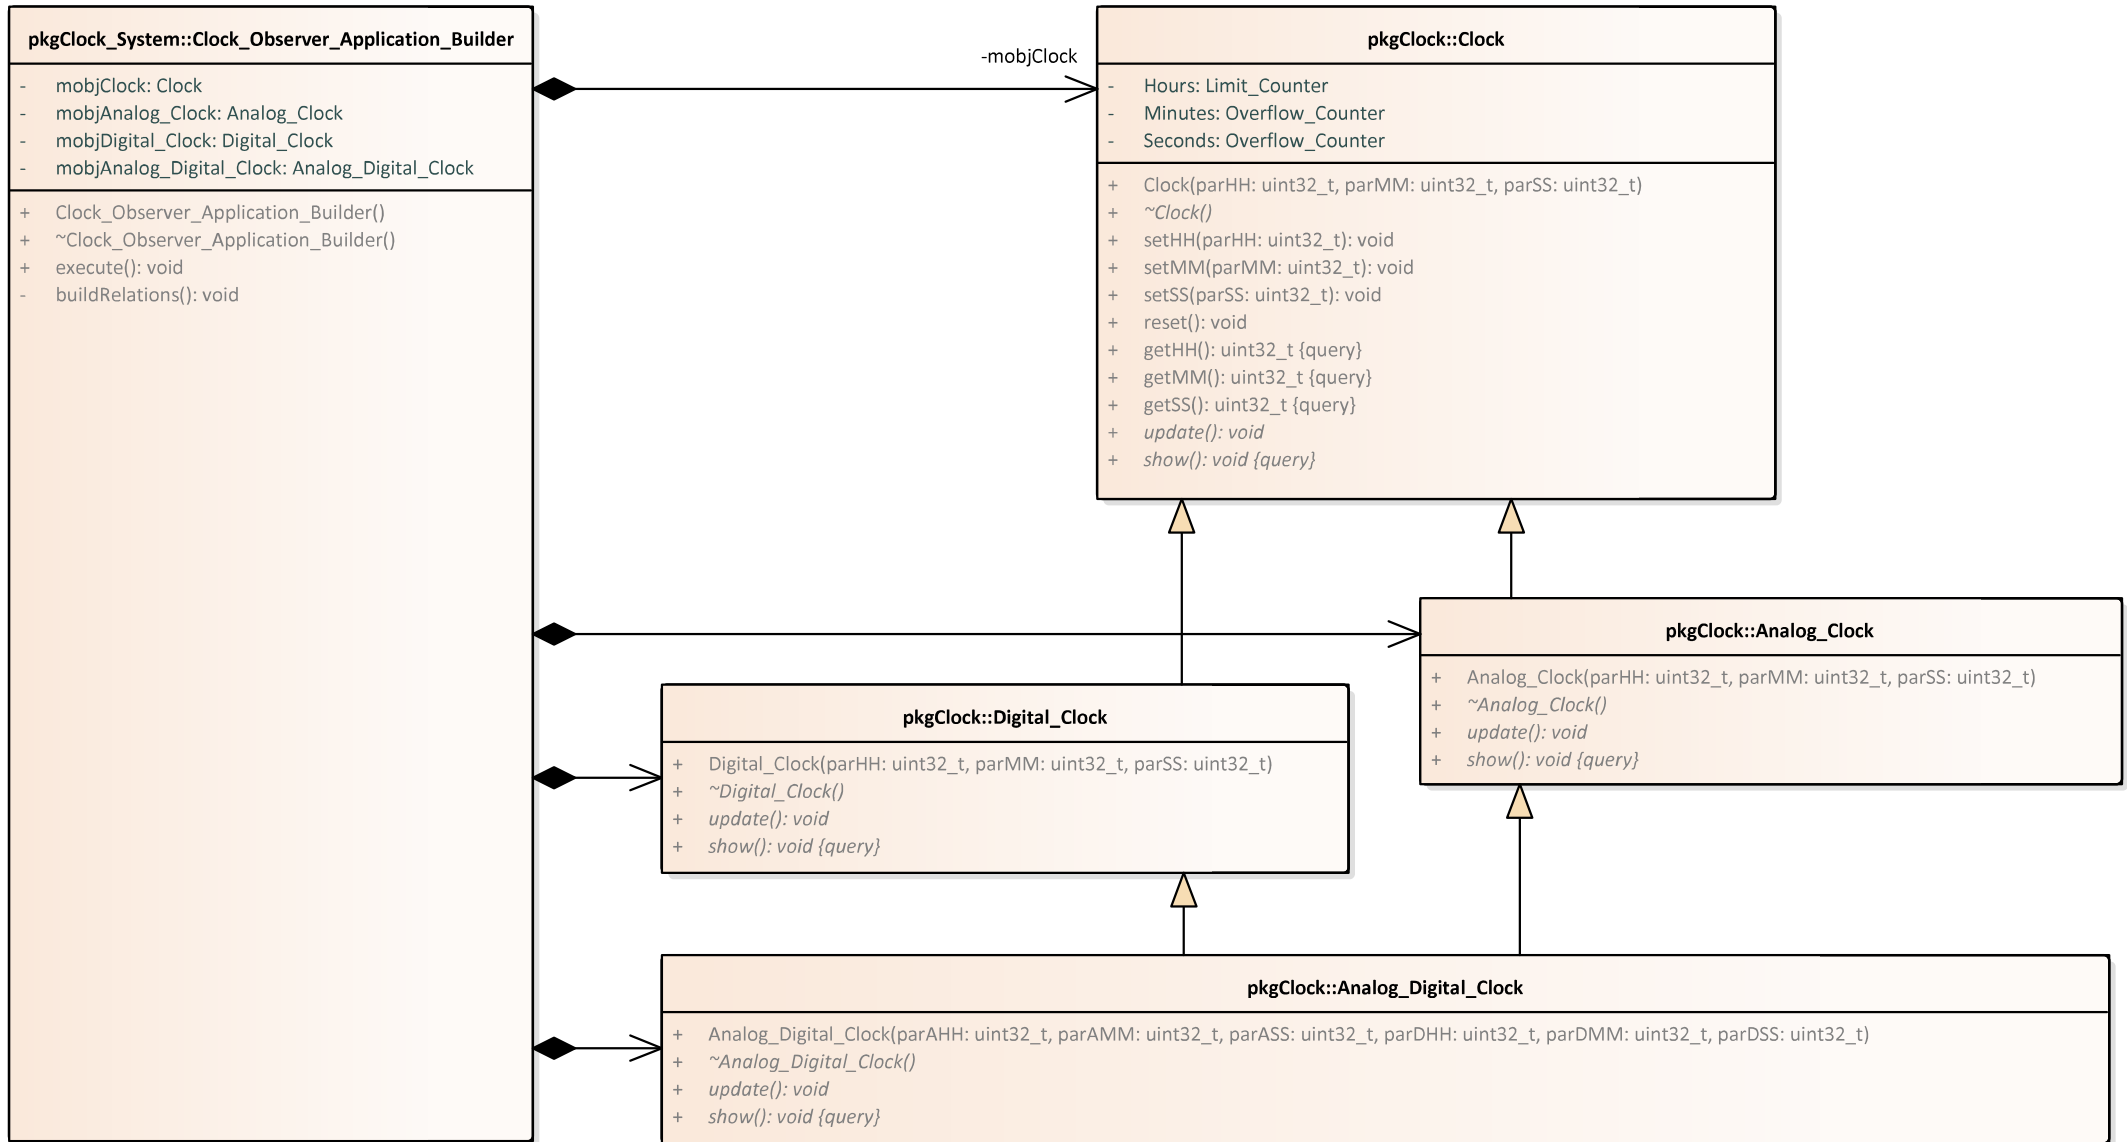 pkgClock_System::Clock_Observer_Application_Builder
- mobjClock: Clock
- mobjAnalog_Clock: Analog_Clock
- mobjDigital_Clock: Digital_Clock
- mobjAnalog_Digital_Clock: Analog_Digital_Clock
+ Clock_Observer_Application_Builder()
+ ~Clock_Observer_Application_Builder()
+ execute(): void
- buildRelations(): void
-mobjClock
pkgClock::Clock
- Hours: Limit_Counter
- Minutes: Overflow_Counter
- Seconds: Overflow_Counter
+ Clock(parHH: uint32_t, parMM: uint32_t, parSS: uint32_t)
+ ~Clock()
+ setHH(parHH: uint32_t): void
+ setMM(parMM: uint32_t): void
+ setSS(parSS: uint32_t): void
+ reset(): void
+ getHH(): uint32_t {query}
+ getMM(): uint32_t {query}
+ getSS(): uint32_t {query}
+ update(): void
+ show(): void {query}
pkgClock::Analog_Clock
+ Analog_Clock(parHH: uint32_t, parMM: uint32_t, parSS: uint32_t)
+ ~Analog_Clock()
+ update(): void
+ show(): void {query}
pkgClock::Digital_Clock
+ Digital_Clock(parHH: uint32_t, parMM: uint32_t, parSS: uint32_t)
+ ~Digital_Clock()
+ update(): void
+ show(): void {query}
pkgClock::Analog_Digital_Clock
+ Analog_Digital_Clock(parAHH: uint32_t, parAMM: uint32_t, parASS: uint32_t, parDHH: uint32_t, parDMM: uint32_t, parDSS: uint32_t)
+ ~Analog_Digital_Clock()
+ update(): void
+ show(): void {query}